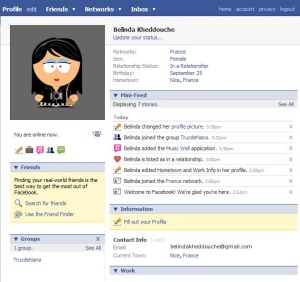 Profile edit Friends Networks Inbox home account privacy logout
Belinda Kheddouche
Update your status...
Networks: France
Sex: Female
Relationship Status: In a Relationship
Birthday: September 25
Hometown: Nice, France
Mini-Feed
Displaying 7 stories. See All
Today
Belinda changed her profile picture. 5:38pm
Belinda joined the group TrucdeNana.
Belinda added the Music Wall application.
Belinda is listed as in a relationship.
Belinda edited Hometown and Work Info in her profile.
Belinda joined the France network.
Welcome to Facebook! We're glad you're here.
Information
Fill out your Profile
Contact Info [ edit ]
Email belindakheddouche@gmail.com
Current Town: Nice, France
Work
You are online now.
Friends
Finding your real-world friends is the
best way to get the most out of
Facebook.
Search for friends
Use the Friend Finder
Groups
1 group. See All
TrucdeNana